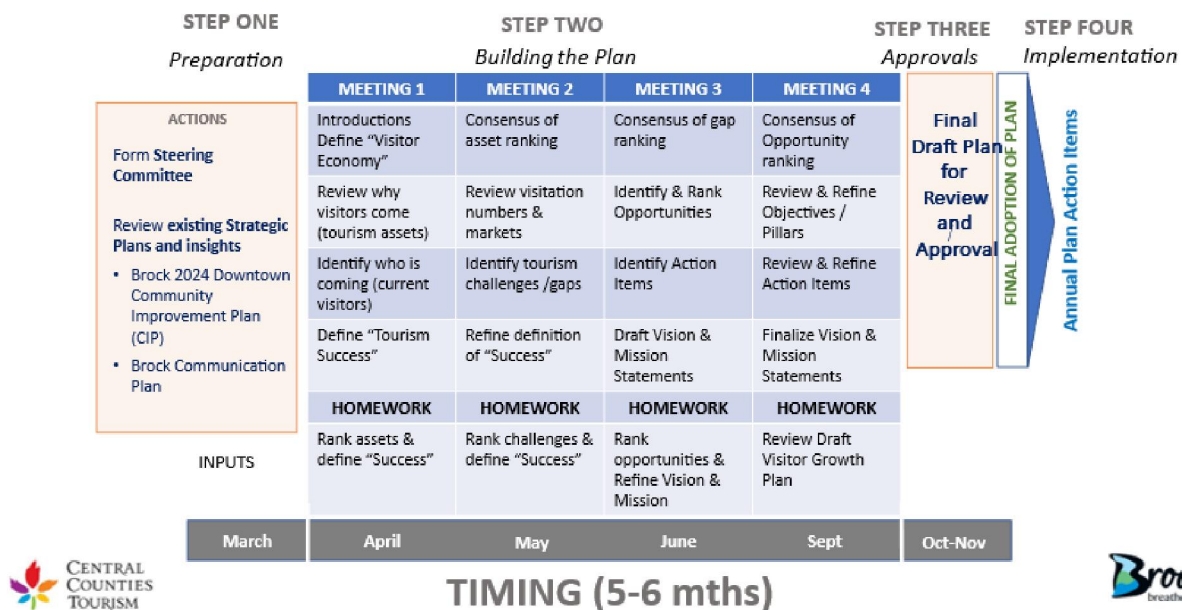 STEP ONE
Preparation
STEP TWO
Building the Plan
STEP THREE
Approvals
STEP FOUR
Implementation
ACTIONS
Form Steering
Committee
Review existing Strategic
Plans and insights
• Brock 2024 Downtown
Community
Improvement Plan
(CIP)
• Brock Communication
Plan
INPUTS
MEETING 1
MEETING 2
MEETING 3
MEETING 4
Introductions
Define “Visitor
Economy”
Consensus of
asset ranking
Consensus of gap
ranking
Consensus of
Opportunity
ranking
Review why
visitors come
(tourism assets)
Review visitation
numbers &
markets
Identify & Rank
Opportunities
Review & Refine
Objectives /
Pillars
Identify who is
coming (current
visitors)
Identify tourism
challenges /gaps
Identify Action
Items
Review & Refine
Action Items
Define “Tourism
Success”
Refine definition
of “Success”
Draft Vision &
Mission
Statements
Finalize Vision &
Mission
Statements
HOMEWORK
HOMEWORK
HOMEWORK
HOMEWORK
Rank assets &
define “Success”
Rank challenges &
define “Success”
Rank
opportunities &
Refine Vision &
Mission
Review Draft
Visitor Growth
Plan
Final
Draft Plan
for
Review
and
Approval
FINAL ADOPTION OF PLAN
Annual Plan Action Items
March
April
May
June
Sept
Oct-Nov
CENTRAL
COUNTIES
TOURISM
TIMING (5-6 mths)
Broc
breathe